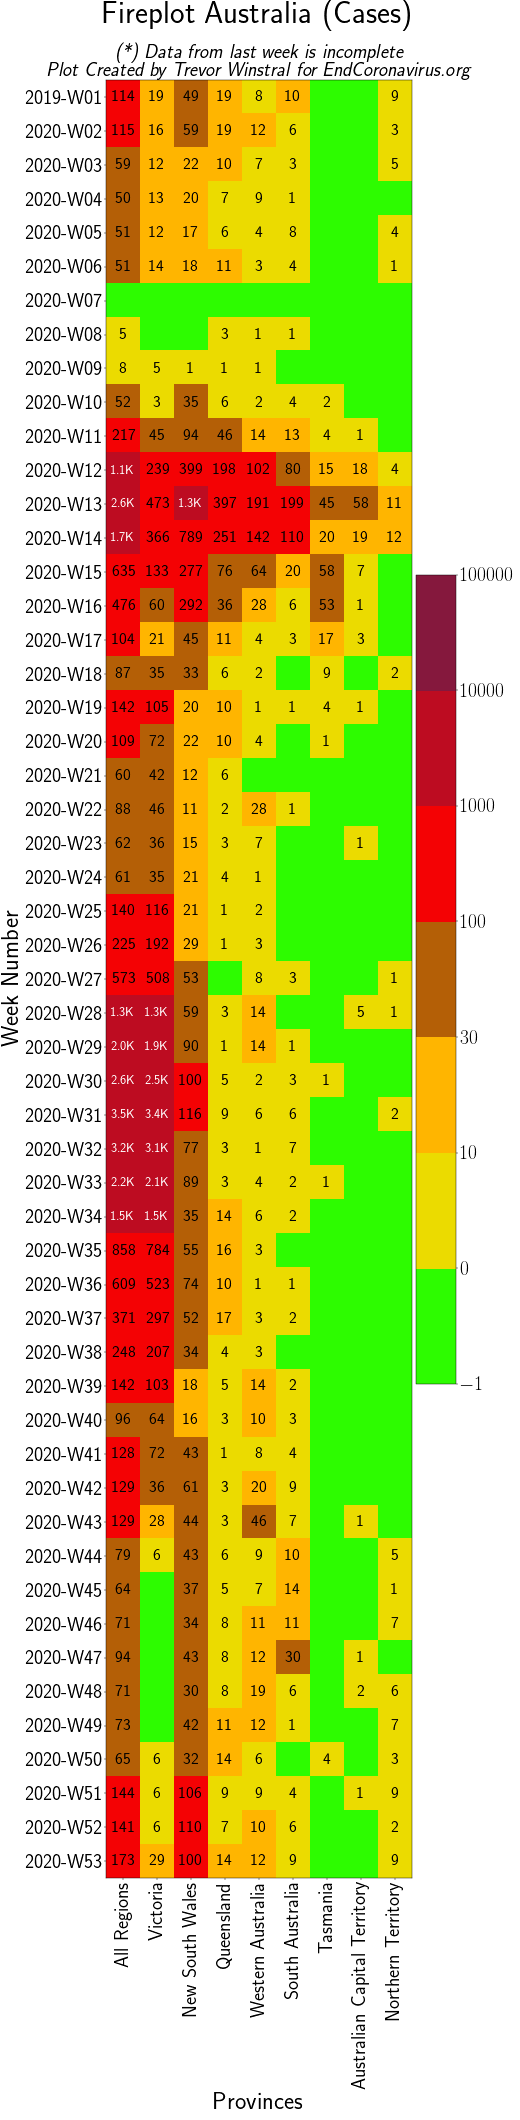 Fireplot Australia (Cases)
(*) Data from last week is incomplete
Plot Created by Trevor Winstral for EndCoronavirus.org
2019-W01 114 19 49 19 8 10 9
2020-W02 115 16 59 19 12 6 3
2020-W03 59 12 22 10 7 3 5
2020-W04 50 13 20 7 9 1
2020-W05 51 12 17 6 4 8 4
2020-W06 51 14 18 11 3 4 1
2020-W07
2020-W08 5 3 1 1
2020-W09 8 5 1 1 1
2020-W10 52 3 35 6 2 4 2
2020-W11 217 45 94 46 14 13 4 1
2020-W12 1.1K 239 399 198 102 80 15 18 4
2020-W13 2.6K 473 1.3K 397 191 199 45 58 11
2020-W14 1.7K 366 789 251 142 110 20 19 12
2020-W15 635 133 277 76 64 20 58 7
2020-W16 476 60 292 36 28 6 53 1
2020-W17 104 21 45 11 4 3 17 3
2020-W18 87 35 33 6 2 9 2
2020-W19 142 105 20 10 1 1 4 1
2020-W20 109 72 22 10 4 1
2020-W21 60 42 12 6
2020-W22 88 46 11 2 28 1
2020-W23 62 36 15 3 7 1
2020-W24 61 35 21 4 1
2020-W25 140 116 21 1 2
2020-W26 225 192 29 1 3
2020-W27 573 508 53 8 3 1
2020-W28 1.3K 1.3K 59 3 14 5 1
2020-W29 2.0K 1.9K 90 1 14 1
2020-W30 2.6K 2.5K 100 5 2 3 1
2020-W31 3.5K 3.4K 116 9 6 6 2
2020-W32 3.2K 3.1K 77 3 1 7
2020-W33 2.2K 2.1K 89 3 4 2 1
2020-W34 1.5K 1.5K 35 14 6 2
2020-W35 858 784 55 16 3
2020-W36 609 523 74 10 1 1
2020-W37 371 297 52 17 3 2
2020-W38 248 207 34 4 3
2020-W39 142 103 18 5 14 2
2020-W40 96 64 16 3 10 3
2020-W41 128 72 43 1 8 4
2020-W42 129 36 61 3 20 9
2020-W43 129 28 44 3 46 7 1
2020-W44 79 6 43 6 9 10 5
2020-W45 64 37 5 7 14 1
2020-W46 71 34 8 11 11 7
2020-W47 94 43 8 12 30 1
2020-W48 71 30 8 19 6 2 6
2020-W49 73 42 11 12 1 7
2020-W50 65 6 32 14 6 4 3
2020-W51 144 6 106 9 9 4 1 9
2020-W52 141 6 110 7 10 6 2
2020-W53 173 29 100 14 12 9 9
Week Number
100000
10000
1000
100
30
10
0
−1
All Regions
Victoria
New South Wales
Queensland
Western Australia
South Australia
Tasmania
Australian Capital Territory
Northern Territory
Provinces